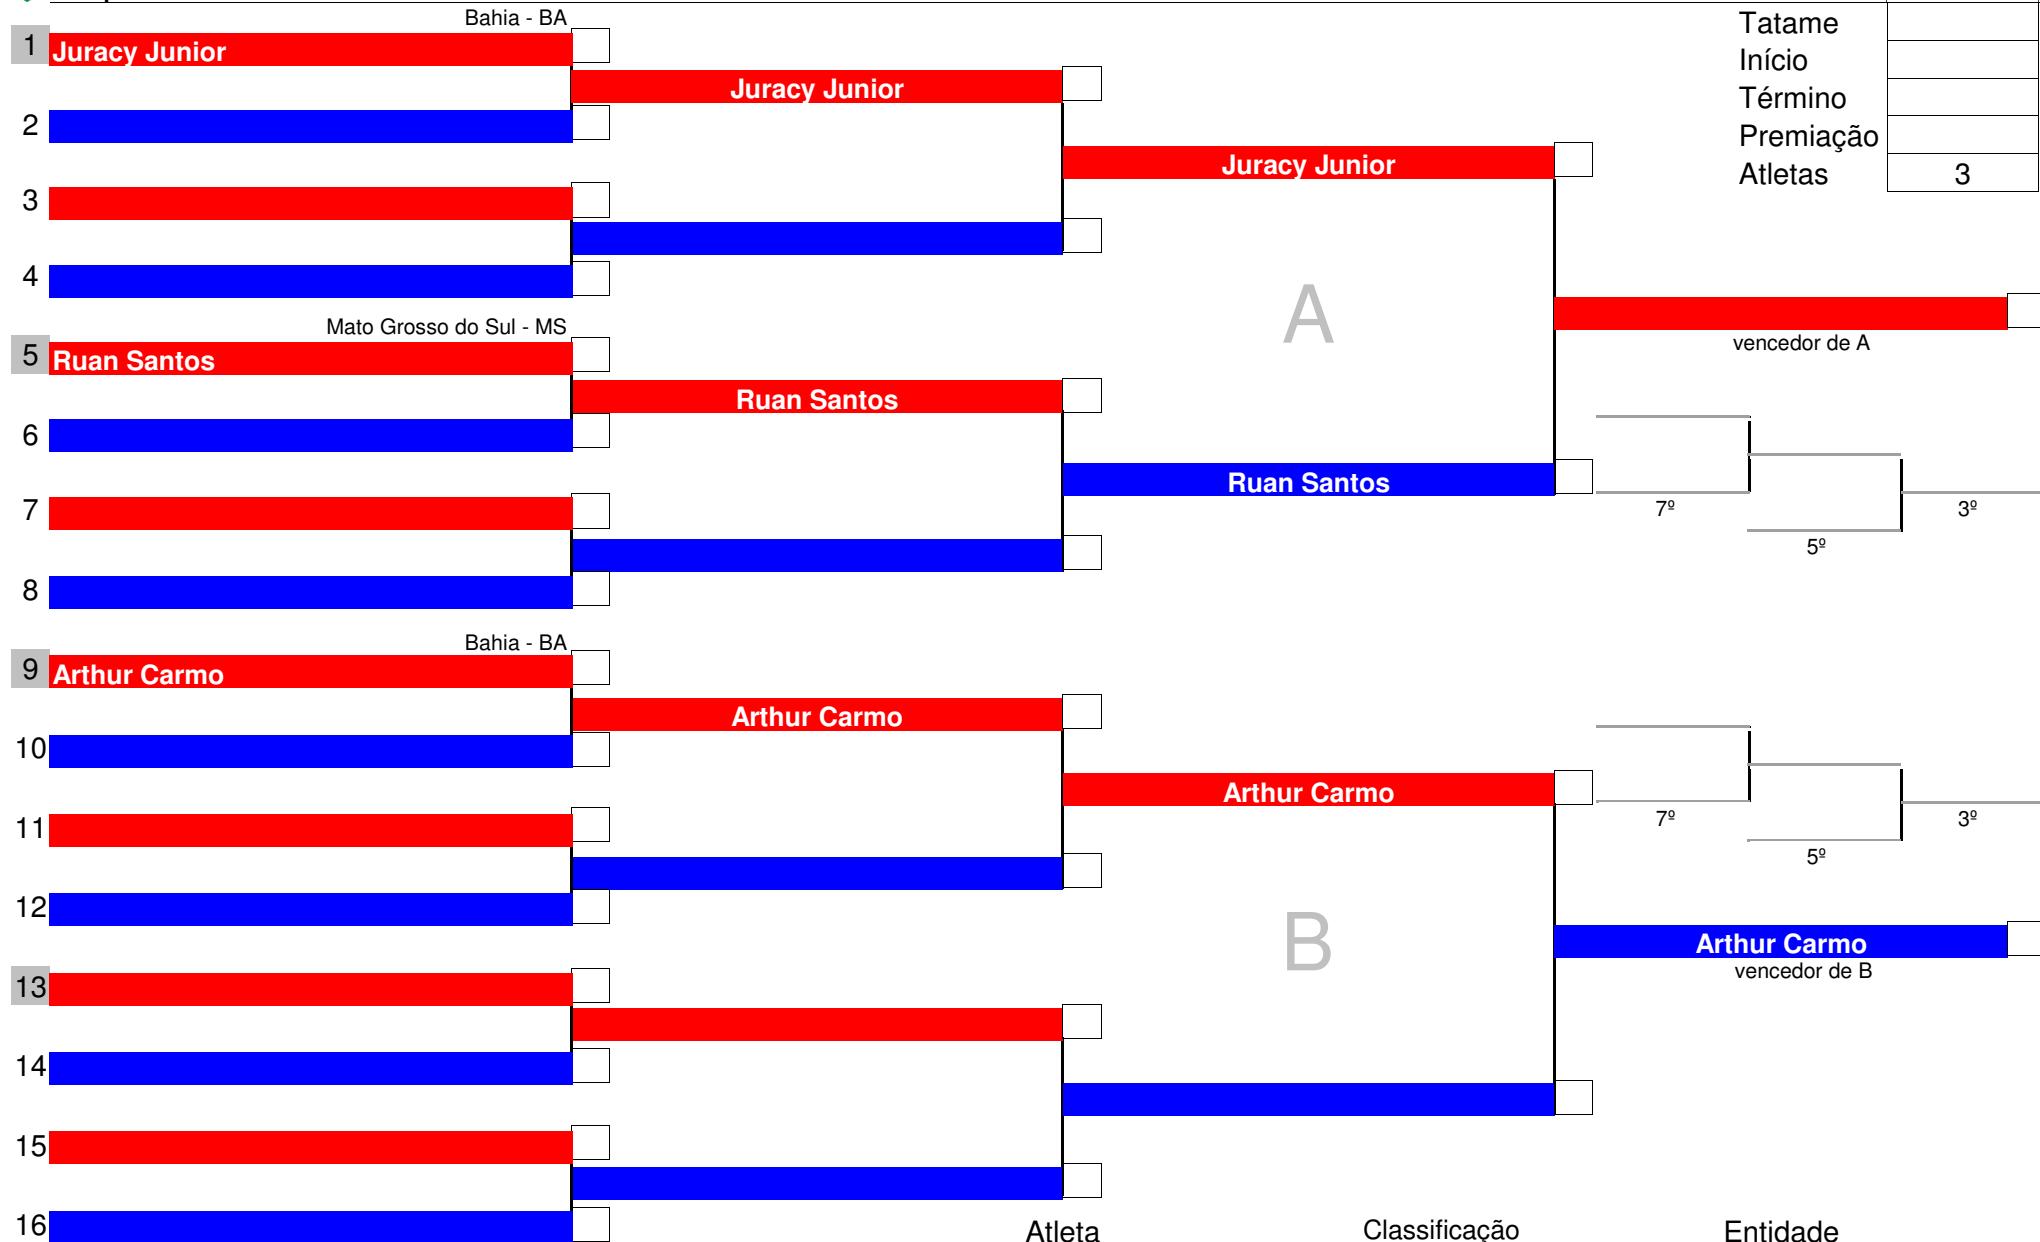 Bahia - BA
Tatame
1 Juracy Junior
Início
Juracy Junior
Término
2
Premiação
Juracy Junior
Atletas 3
3
4
A
Mato Grosso do Sul - MS
vencedor de A
5 Ruan Santos
Ruan Santos
6
Ruan Santos
7
7º 3º
5º
8
Bahia - BA
9 Arthur Carmo
Arthur Carmo
10
Arthur Carmo
11
7º 3º
5º
12
B
Arthur Carmo
vencedor de B
13
14
15
16
Atleta Classificação Entidade